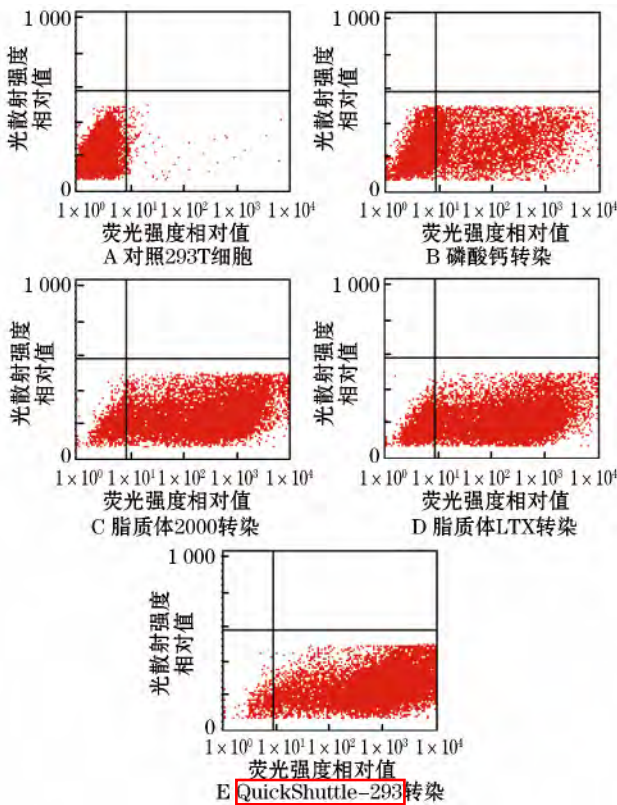 1 000
光散射强度
相对值
0
1×10⁰ 1×10¹ 1×10² 1×10³ 1×10⁴
荧光强度相对值
A 对照293T细胞
1 000
光散射强度
相对值
0
1×10⁰ 1×10¹ 1×10² 1×10³ 1×10⁴
荧光强度相对值
B 磷酸钙转染
1 000
光散射强度
相对值
0
1×10⁰ 1×10¹ 1×10² 1×10³ 1×10⁴
荧光强度相对值
C 脂质体2000转染
1 000
光散射强度
相对值
0
1×10⁰ 1×10¹ 1×10² 1×10³ 1×10⁴
荧光强度相对值
D 脂质体LTX转染
1 000
光散射强度
相对值
0
1×10⁰ 1×10¹ 1×10² 1×10³ 1×10⁴
荧光强度相对值
E QuickShuttle-293转染